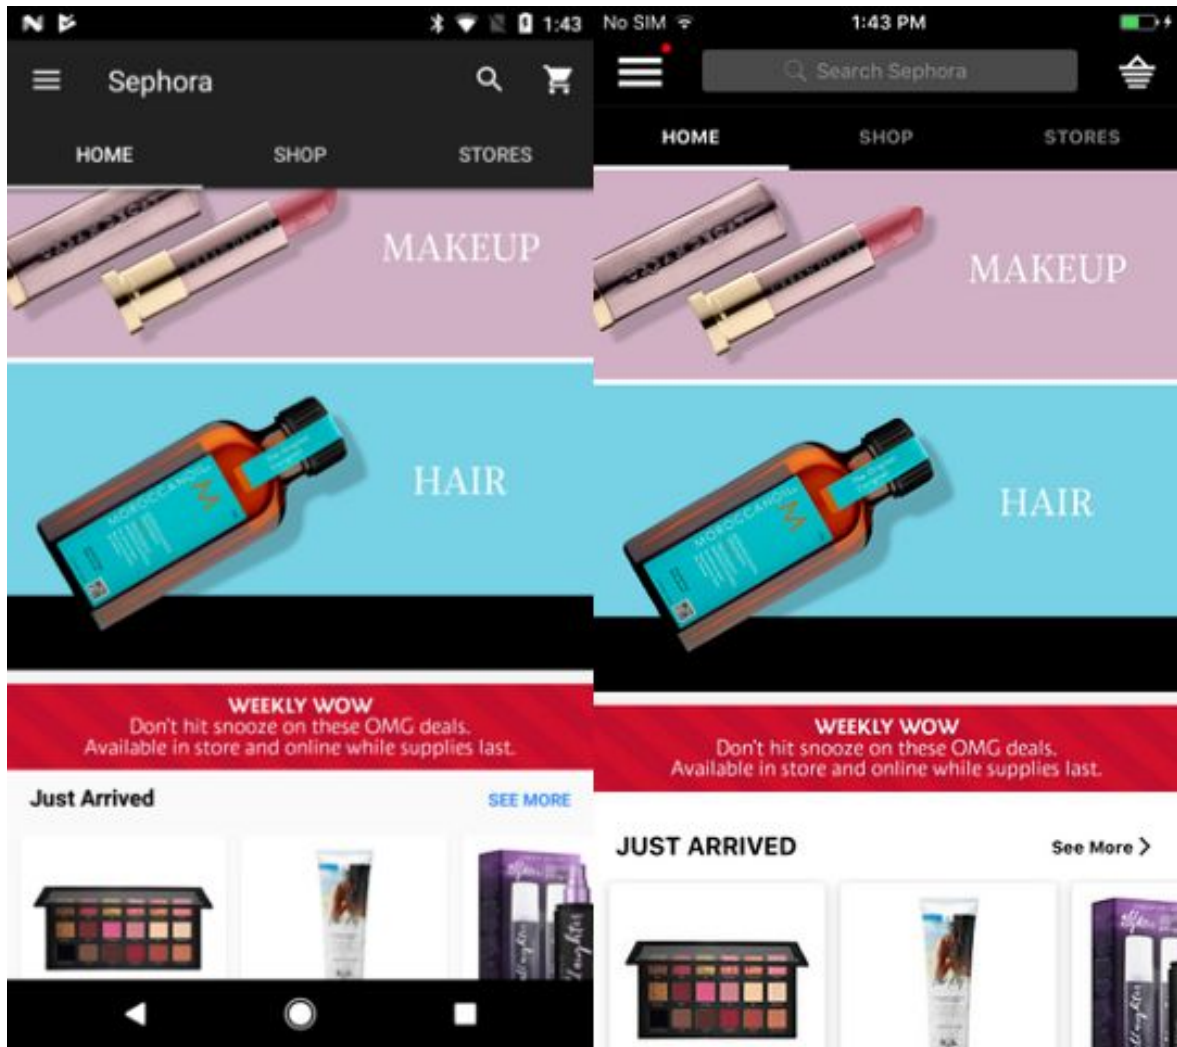 1:43
Sephora
HOME SHOP STORES
MAKEUP
HAIR
MOROCCANOIL
WEEKLY WOW
Don't hit snooze on these OMG deals.
Available in store and online while supplies last.
Just Arrived SEE MORE
No SIM 1:43 PM
Search Sephora
HOME SHOP STORES
MAKEUP
HAIR
MOROCCANOIL
WEEKLY WOW
Don't hit snooze on these OMG deals.
Available in store and online while supplies last.
JUST ARRIVED See More